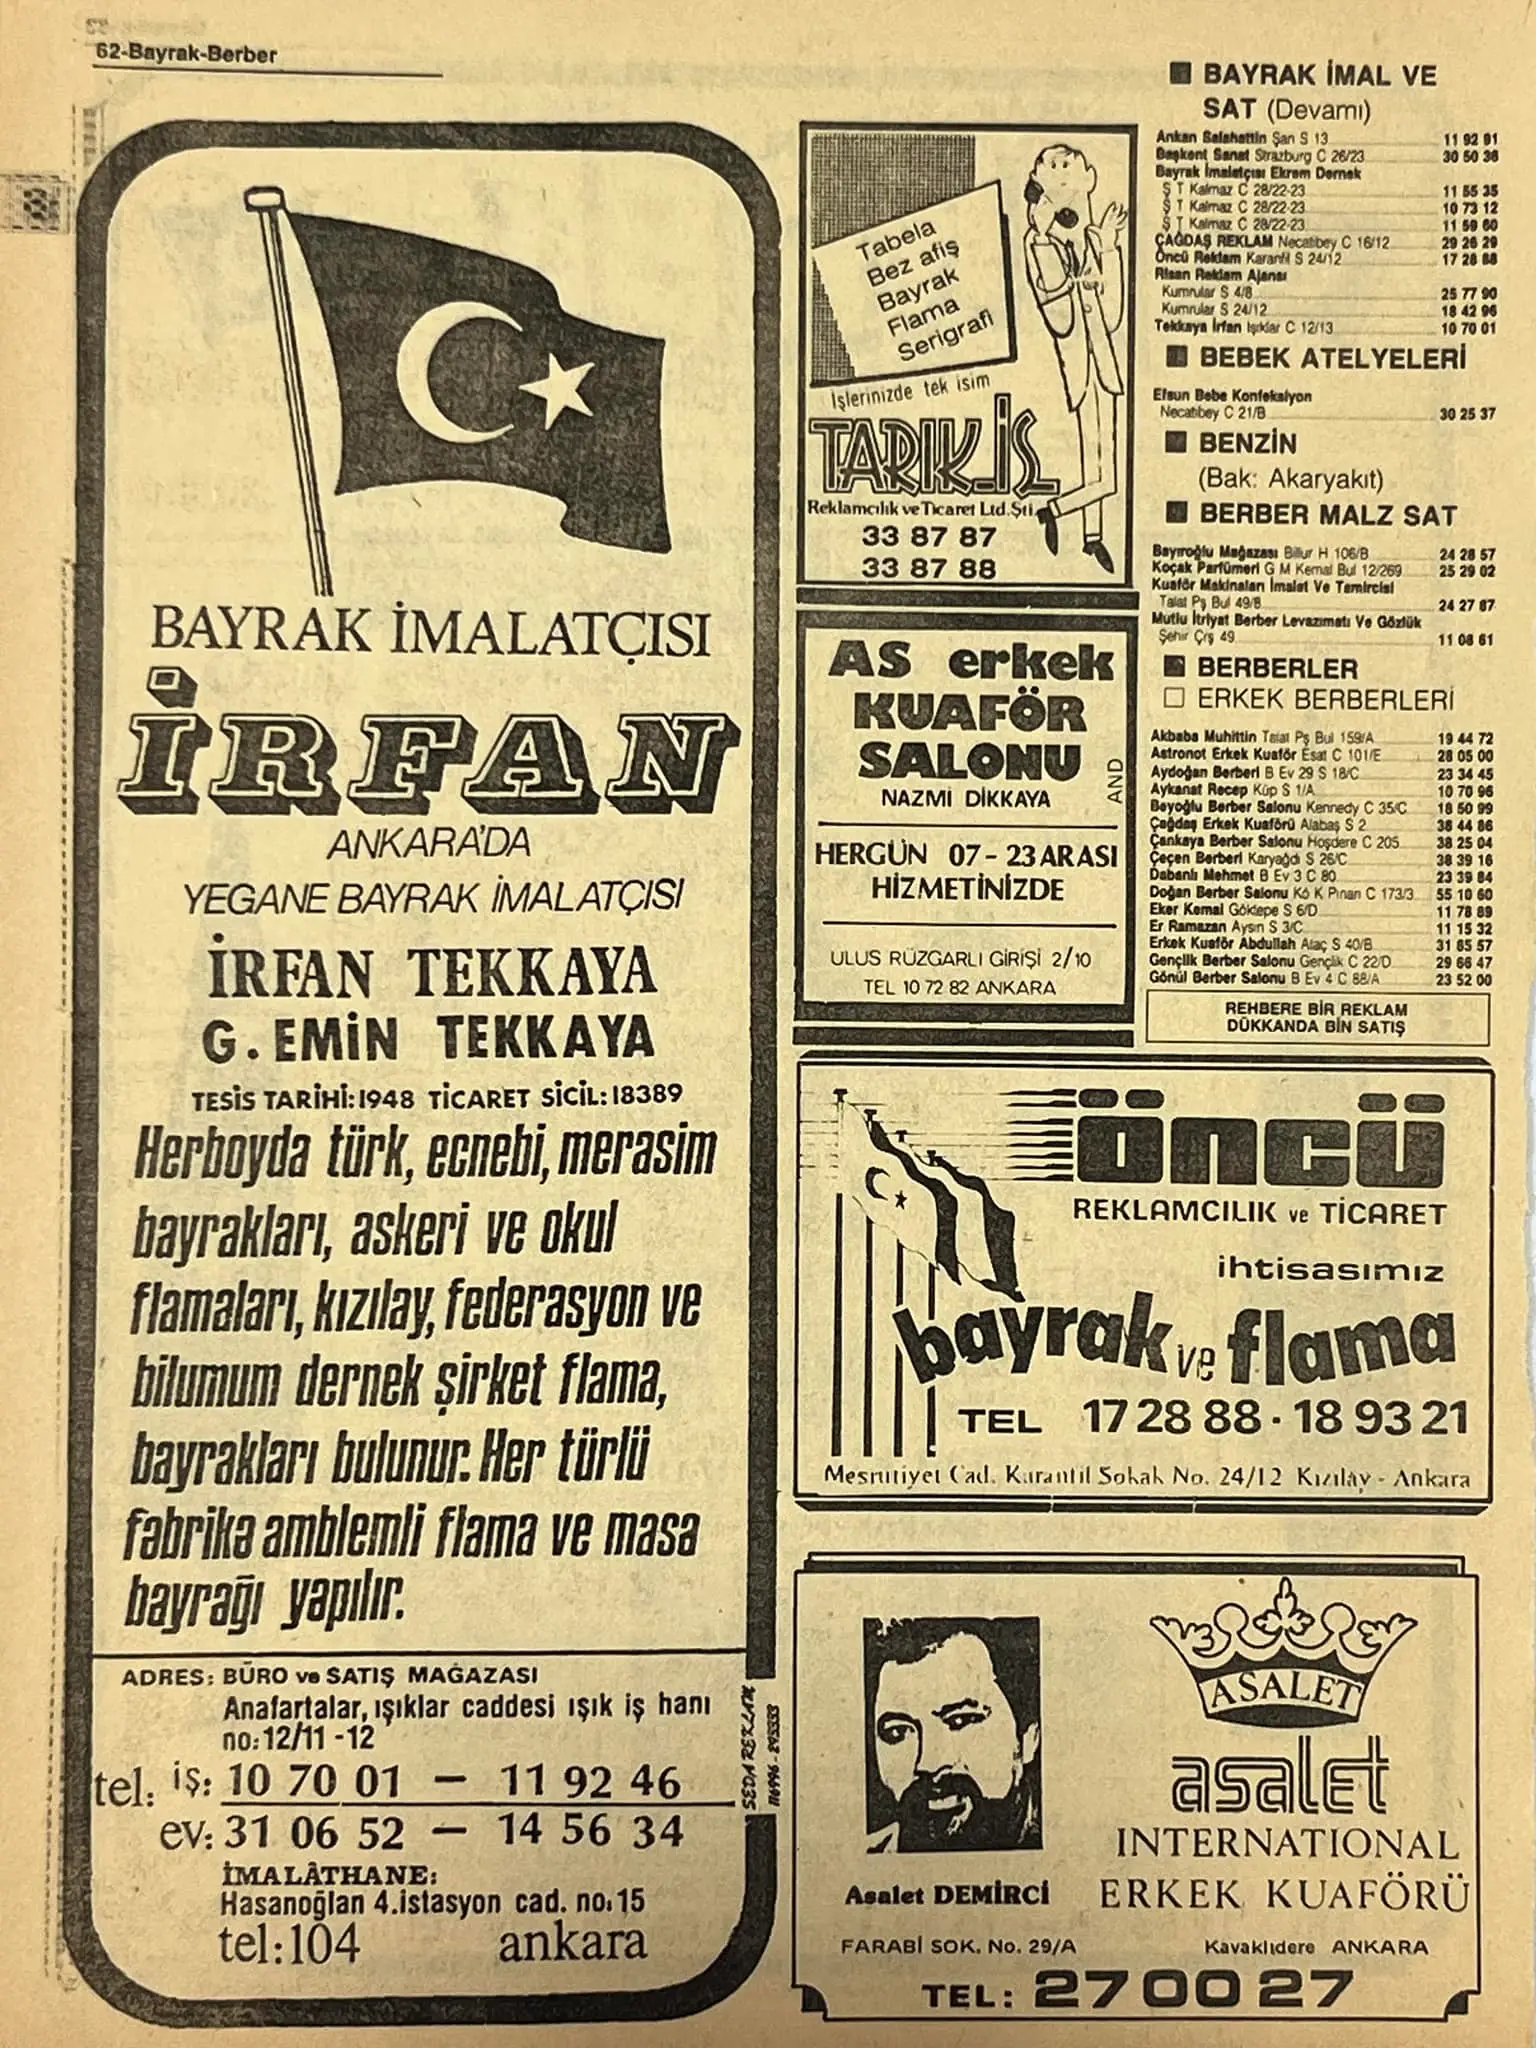 62-Bayrak-Berber
BAYRAK İMALATÇISI
İRFAN
ANKARA'DA
YEGANE BAYRAK İMALATÇISI
İRFAN TEKKAYA
G. EMİN TEKKAYA
TESİS TARİHİ:1948 TİCARET SİCİL:18389
Herboyda türk, ecnebi, merasim
bayrakları, askeri ve okul
flamaları, kızılay, federasyon ve
bilumum dernek şirket flama,
bayrakları bulunur. Her türlü
fabrika amblemli flama ve masa
bayrağı yapılır.
ADRES: BÜRO ve SATIŞ MAĞAZASI
Anafartalar, ışıklar caddesi ışık iş hanı
no:12/11 -12
tel: iş: 10 70 01 – 11 92 46
ev: 31 06 52 – 14 56 34
İMALÂTHANE:
Hasanoğlan 4.istasyon cad. no:15
tel:104 ankara
SEDA REKLAM
Tabela
Bez afiş
Bayrak
Flama
Serigrafi
İşlerinizde tek isim
TARIK.İŞ
Reklamcılık ve Ticaret Ltd.Şti.
33 87 87
33 87 88
AS erkek
KUAFÖR
SALONU
NAZMİ DİKKAYA
AND
HERGÜN 07-23 ARASI
HİZMETİNİZDE
ULUS RÜZGARLI GİRİŞİ 2/10
TEL 10 72 82 ANKARA
BAYRAK İMAL VE
SAT (Devamı)
Arıkan Salahattin Şan S 13 11 92 91
Başkent Sanat Strazburg C 26/23 30 50 36
Bayrak İmalatçısı Ekrem Dernek
Ş T Kalmaz C 28/22-23 11 55 35
Ş T Kalmaz C 28/22-23 10 73 12
Ş T Kalmaz C 28/22-23 11 59 60
ÇAĞDAŞ REKLAM Necatibey C 16/12 29 26 29
Öncü Reklam Karanfil S 24/12 17 28 88
Risan Reklam Ajansı
Kumrular S 4/8 25 77 90
Kumrular S 24/12 18 42 96
Tekkaya İrfan Işıklar C 12/13 10 70 01
BEBEK ATELYELERİ
Efsun Bebe Konfeksiyon
Necatibey C 21/B 30 25 37
BENZİN
(Bak: Akaryakıt)
BERBER MALZ SAT
Bayıroğlu Mağazası Billur H 106/B 24 28 57
Koçak Parfümeri G M Kemal Bul 12/269 25 29 02
Kuaför Makinaları İmalat Ve Tamircisi
Talat Pş Bul 49/8 24 27 87
Mutlu Itriyat Berber Levazımatı Ve Gözlük
Şehir Çrş 49 11 08 61
BERBERLER
ERKEK BERBERLERİ
Akbaba Muhittin Talat Pş Bul 159/A 19 44 72
Astronot Erkek Kuaför Esat C 101/E 28 05 00
Aydoğan Berberi B Ev 29 S 18/C 23 34 45
Aykanat Recep Küp S 1/A 10 70 96
Beyoğlu Berber Salonu Kennedy C 35/C 18 50 99
Çağdaş Erkek Kuaförü Alabaş S 2 38 44 86
Çankaya Berber Salonu Hoşdere C 205 38 25 04
Çeçen Berberi Karyağdı S 26/C 38 39 16
Dabanlı Mehmet B Ev 3 C 80 23 39 84
Doğan Berber Salonu Kö K Pınarı C 173/3 55 10 60
Eker Kemal Göktepe S 6/D 11 78 89
Er Ramazan Aysın S 3/C 11 15 32
Erkek Kuaför Abdullah Ataç S 40/B 31 65 57
Gençlik Berber Salonu Gençlik C 22/D 29 66 47
Gönül Berber Salonu B Ev 4 C 88/A 23 52 00
REHBERE BİR REKLAM
DÜKKANDA BİN SATIŞ
öncü
REKLAMCILIK ve TİCARET
ihtisasımız
bayrak ve flama
TEL 17 28 88 · 18 93 21
Mesrutiyet Cad. Karanfil Sokak No. 24/12 Kızılay - Ankara
ASALET
asalet
INTERNATIONAL
ERKEK KUAFÖRÜ
Asalet DEMİRCİ
FARABİ SOK. No. 29/A Kavaklıdere ANKARA
TEL: 27 00 27